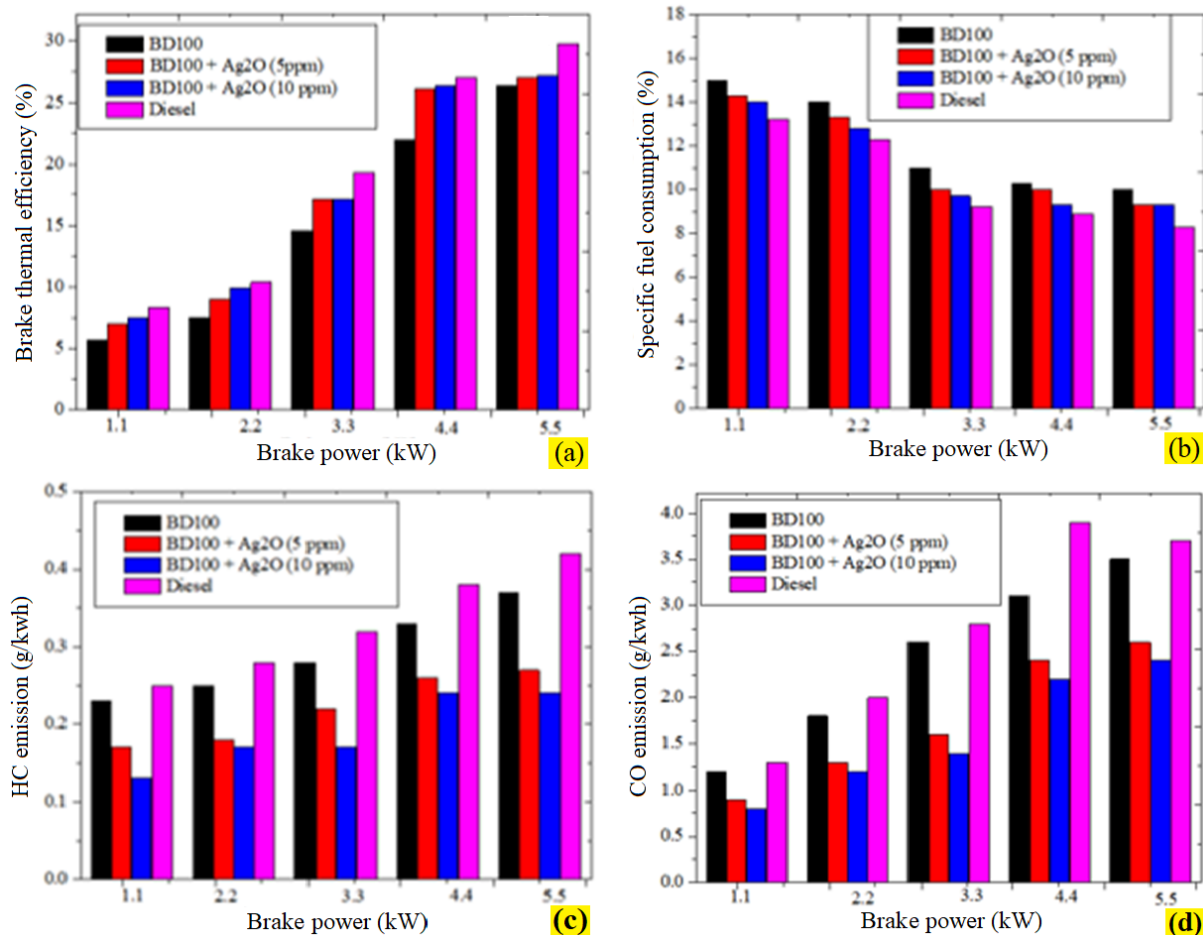 30
25
20
15
10
5
0
Brake thermal efficiency (%)
BD100
BD100 + Ag2O (5ppm)
BD100 + Ag2O (10 ppm)
Diesel
1.1 2.2 3.3 4.4 5.5
Brake power (kW)
(a)
18
16
14
12
10
8
6
4
2
0
Specific fuel consumption (%)
BD100
BD100 + Ag2O (5 ppm)
BD100 + Ag2O (10 ppm)
Diesel
1.1 2.2 3.3 4.4 5.5
Brake power (kW)
(b)
0.5
0.4
0.3
0.2
0.1
0.0
HC emission (g/kwh)
BD100
BD100 + Ag2O (5 ppm)
BD100 + Ag2O (10 ppm)
Diesel
1.1 2.2 3.3 4.4 5.5
Brake power (kW)
(c)
4.0
3.5
3.0
2.5
2.0
1.5
1.0
0.5
0.0
CO emission (g/kwh)
BD100
BD100 + Ag2O (5 ppm)
BD100 + Ag2O (10 ppm)
Diesel
1.1 2.2 3.3 4.4 5.5
Brake power (kW)
(d)